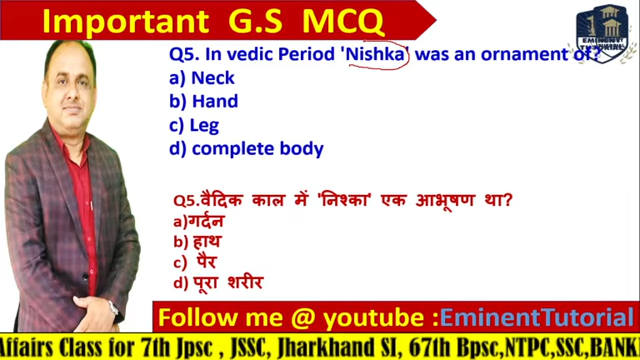 Important G.S MCQ
EMINENT
TUTORIAL
Q5. In vedic Period 'Nishka' was an ornament of?
a) Neck
b) Hand
c) Leg
d) complete body
Q5.वैदिक काल में 'निश्का' एक आभूषण था?
a)गर्दन
b) हाथ
c) पैर
d) पूरा शरीर
Follow me @ youtube :EminentTutorial
Affairs Class for 7th Jpsc , JSSC, Jharkhand SI, 67th Bpsc,NTPC,SSC,BANK